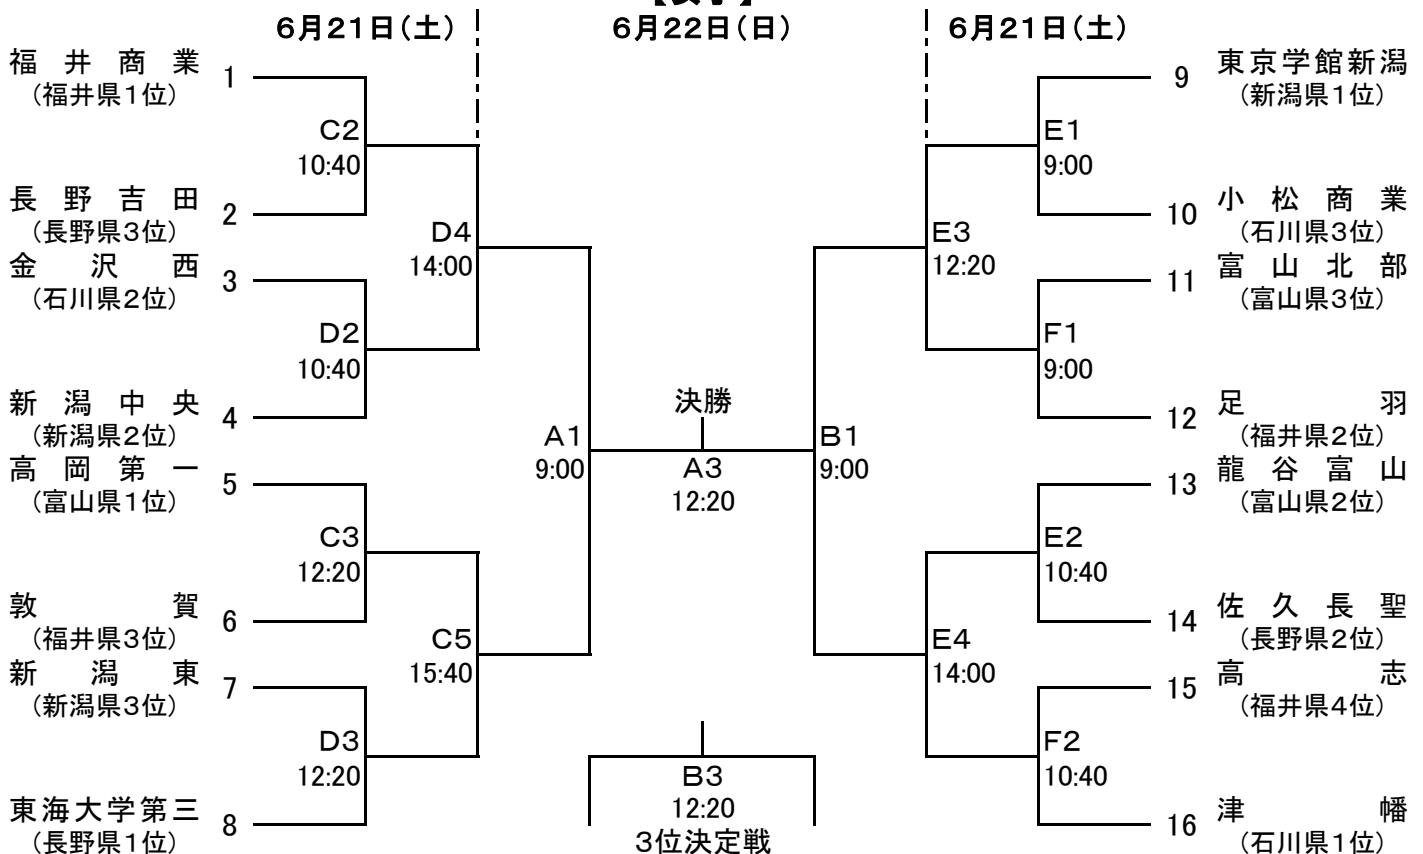 6月21日(土)
6月22日(日)
6月21日(土)
福井商業 1
(福井県1位)
C2
10:40
長野吉田 2
(長野県3位)
D4
14:00
金沢西 3
(石川県2位)
D2
10:40
新潟中央 4
(新潟県2位)
A1
9:00
高岡第一 5
(富山県1位)
C3
12:20
敦賀 6
(福井県3位)
C5
15:40
新潟東 7
(新潟県3位)
D3
12:20
東海大学第三 8
(長野県1位)
決勝
A3
12:20
B3
12:20
3位決定戦
9 東京学館新潟
(新潟県1位)
E1
9:00
10 小松商業
(石川県3位)
E3
12:20
11 富山北部
(富山県3位)
F1
9:00
12 足羽
(福井県2位)
B1
9:00
13 龍谷富山
(富山県2位)
E2
10:40
14 佐久長聖
(長野県2位)
E4
14:00
15 高志
(福井県4位)
F2
10:40
16 津幡
(石川県1位)